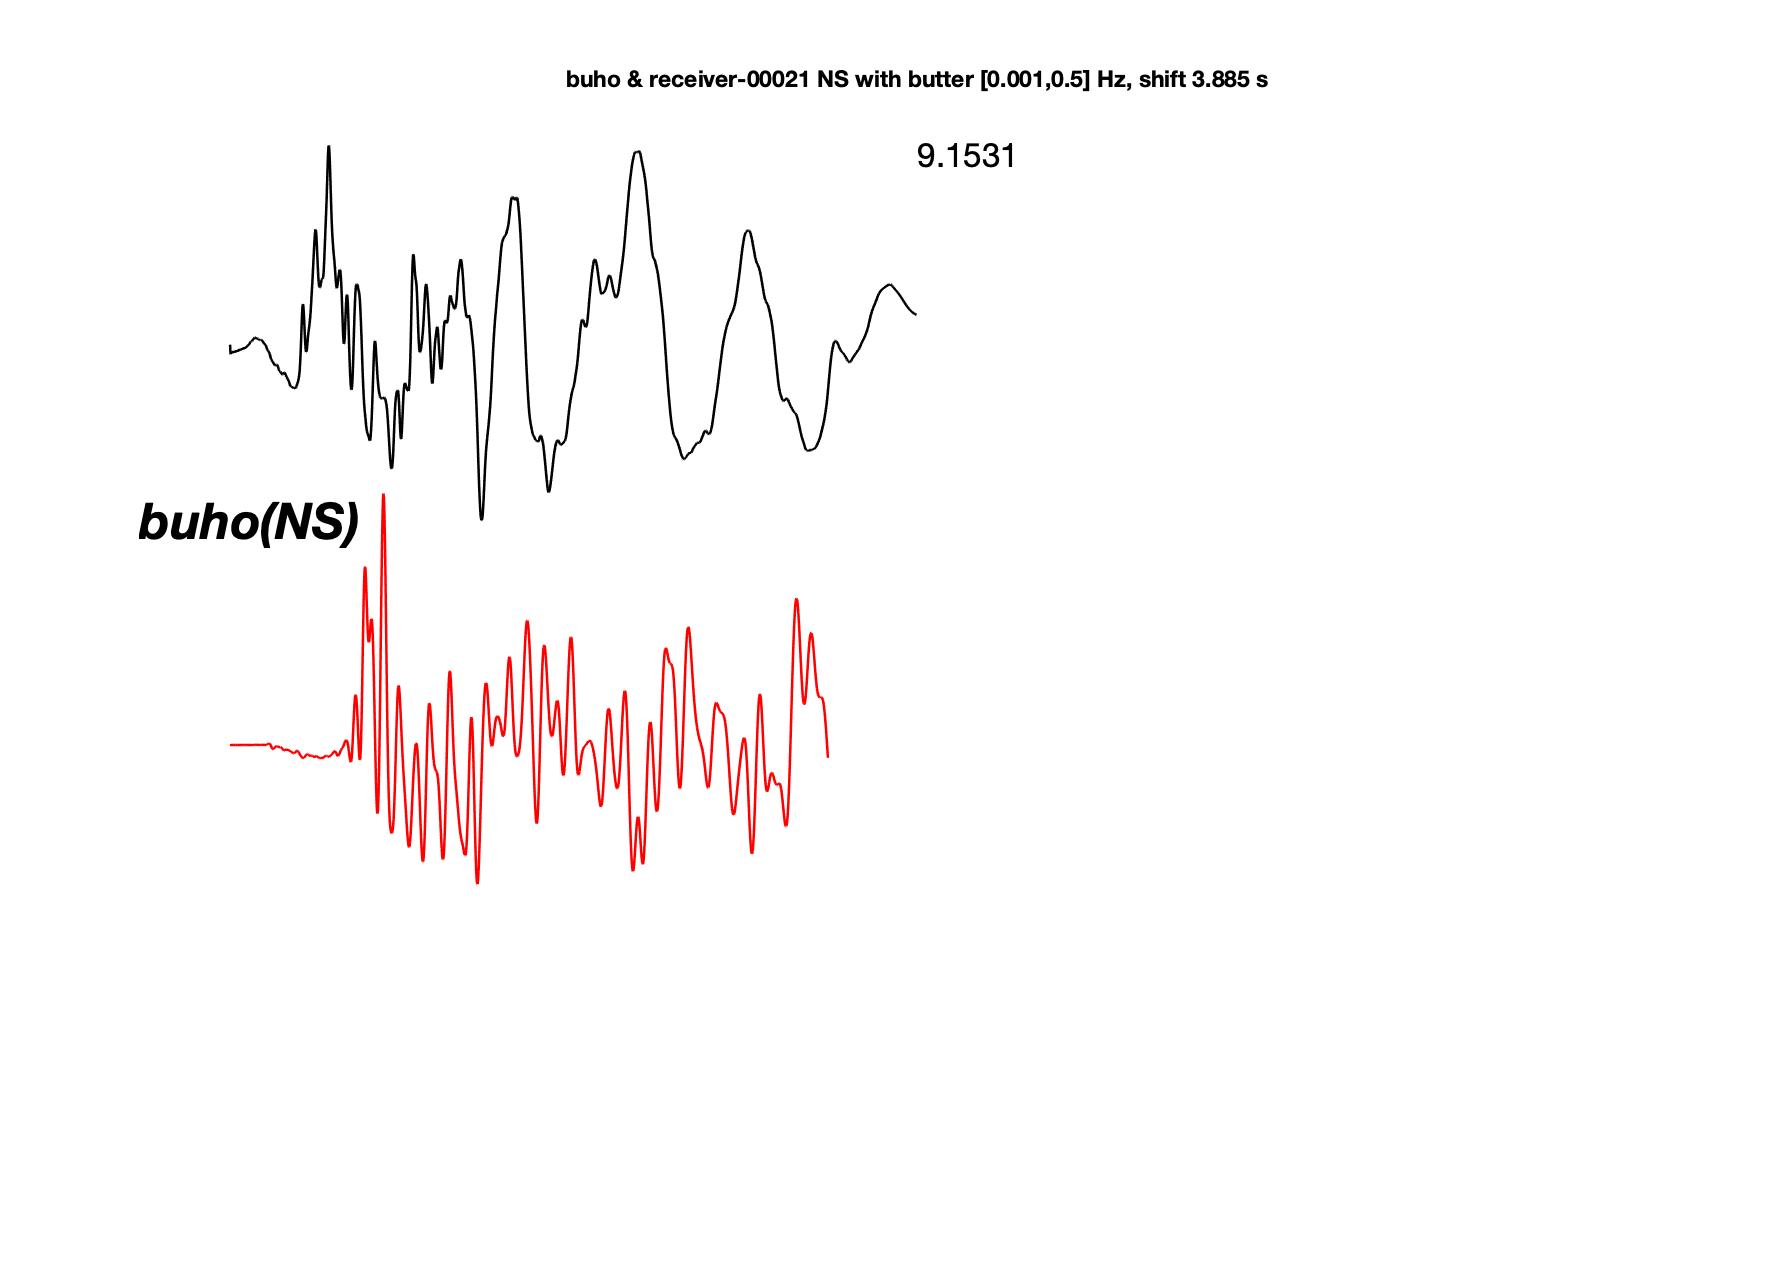 buho & receiver-00021 NS with butter [0.001,0.5] Hz, shift 3.885 s
9.1531
buho(NS)